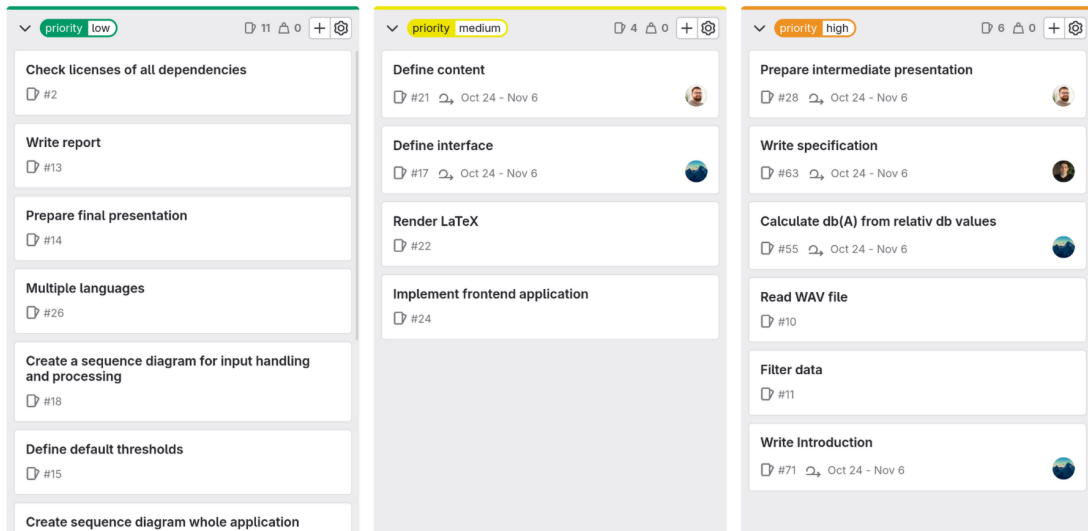 priority low 11 0
Check licenses of all dependencies
#2
Write report
#13
Prepare final presentation
#14
Multiple languages
#26
Create a sequence diagram for input handling
and processing
#18
Define default thresholds
#15
Create sequence diagram whole application
priority medium 4 0
Define content
#21 Oct 24 - Nov 6
Define interface
#17 Oct 24 - Nov 6
Render LaTeX
#22
Implement frontend application
#24
priority high 6 0
Prepare intermediate presentation
#28 Oct 24 - Nov 6
Write specification
#63 Oct 24 - Nov 6
Calculate db(A) from relativ db values
#55 Oct 24 - Nov 6
Read WAV file
#10
Filter data
#11
Write Introduction
#71 Oct 24 - Nov 6